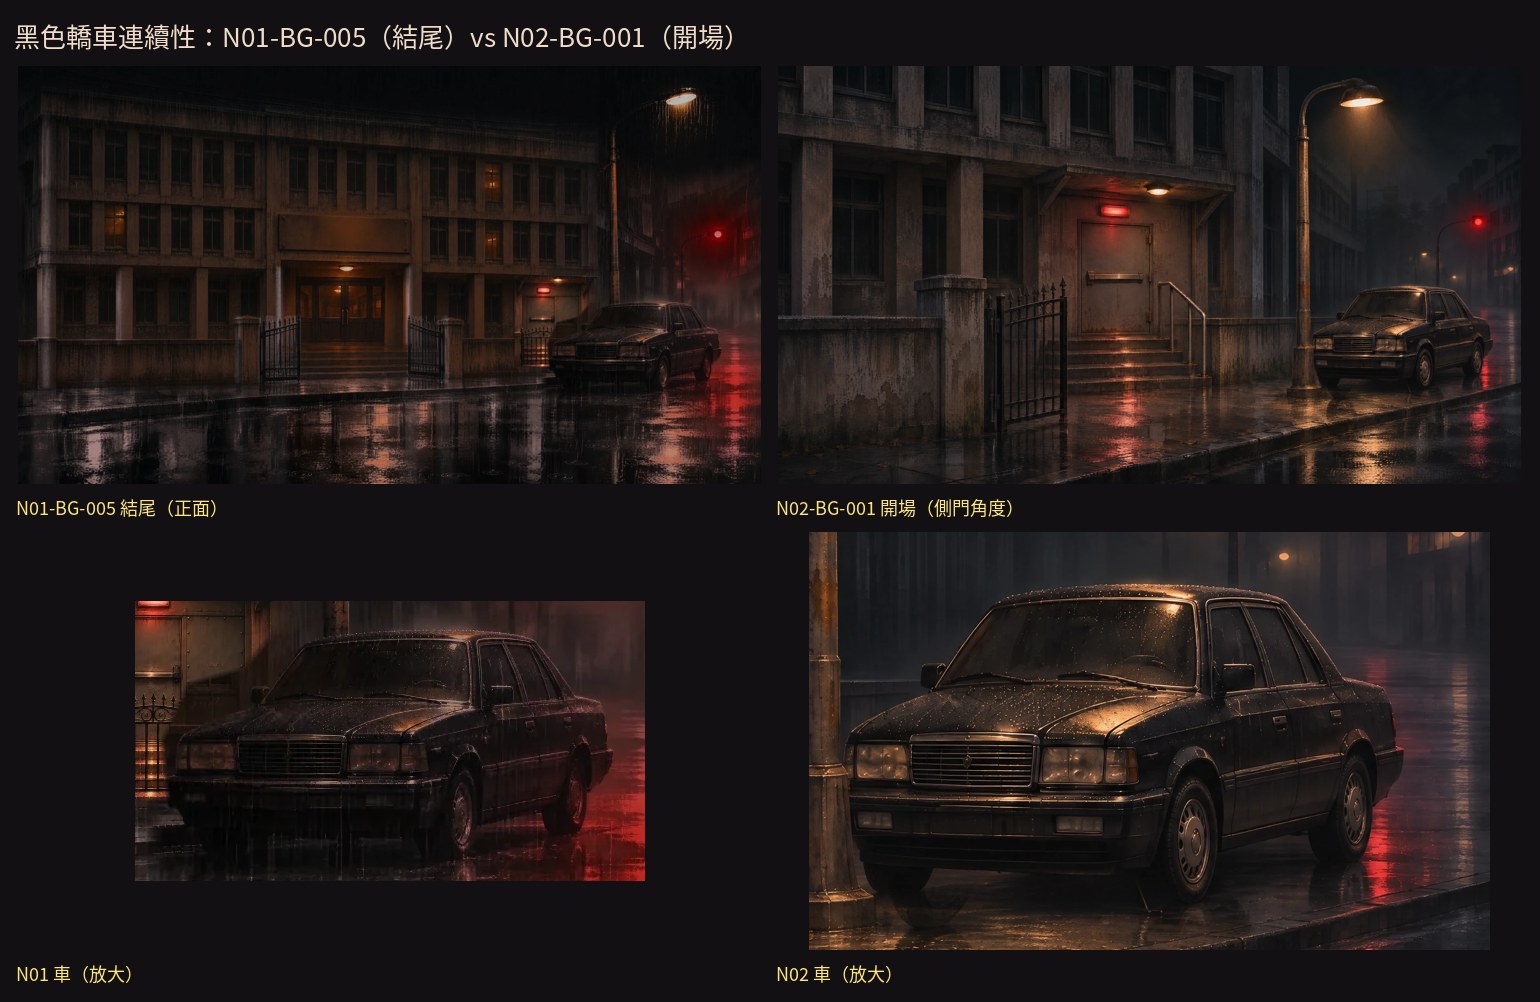 黑色轎車連續性：N01-BG-005（結尾）vs N02-BG-001（開場）
N01-BG-005 結尾（正面）
N02-BG-001 開場（側門角度）
N01 車（放大）
N02 車（放大）